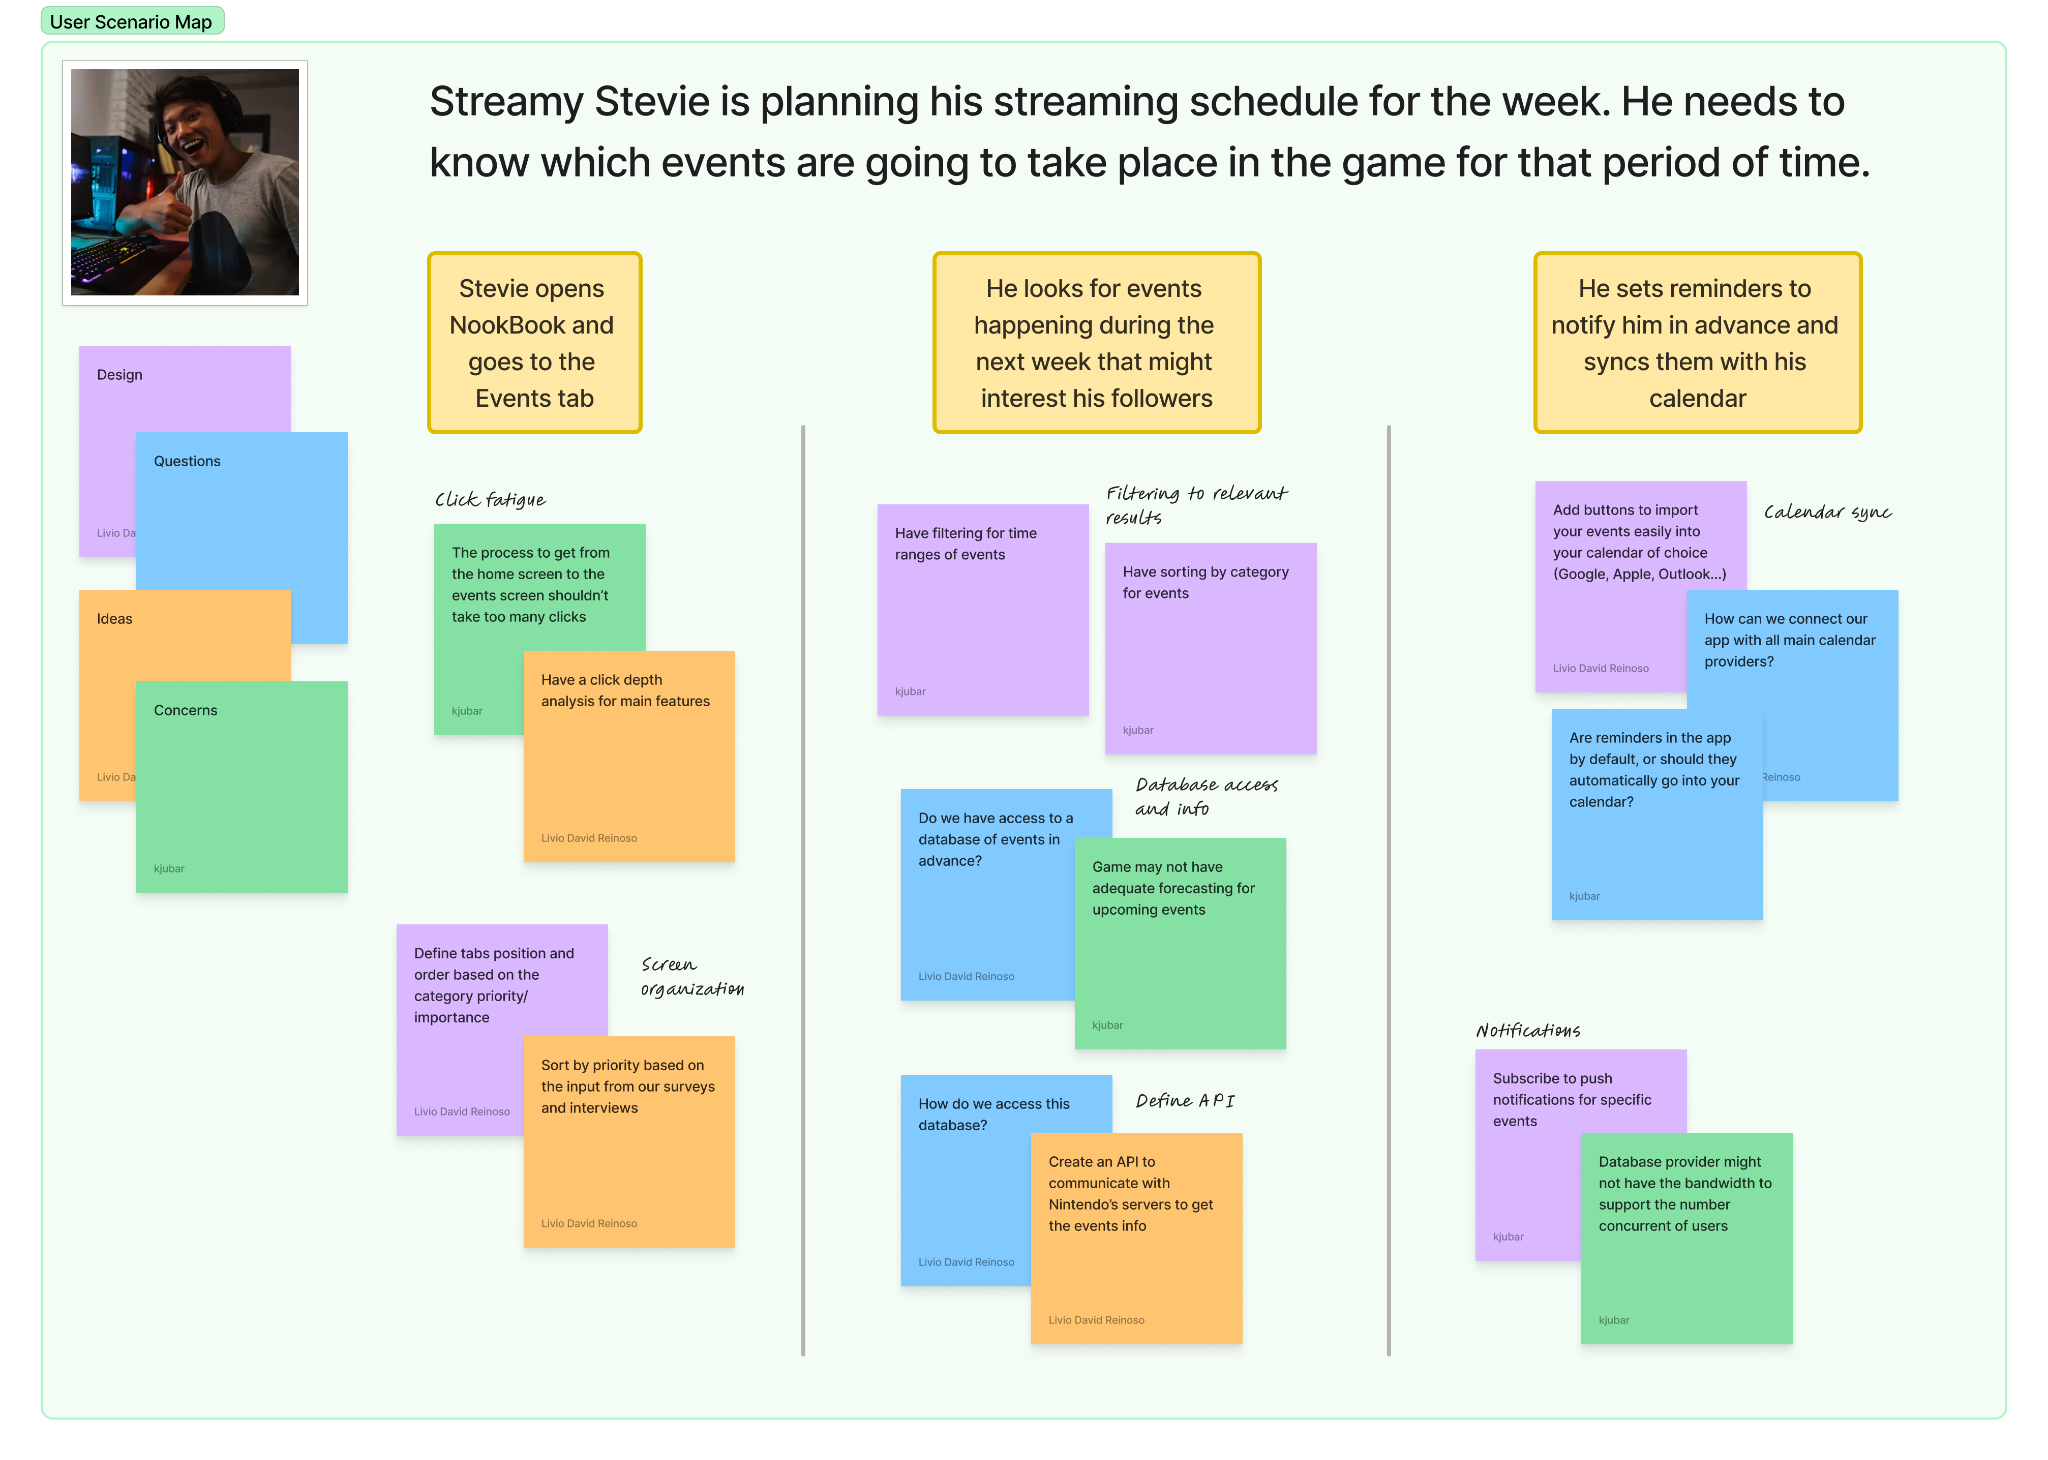 User Scenario Map
Streamy Stevie is planning his streaming schedule for the week. He needs to
know which events are going to take place in the game for that period of time.
Design
Livio Da
Questions
Ideas
Livio Da
Concerns
kjubar
Stevie opens
NookBook and
goes to the
Events tab
Click fatigue
The process to get from
the home screen to the
events screen shouldn't
take too many clicks
kjubar
Have a click depth
analysis for main features
Livio David Reinoso
Define tabs position and
order based on the
category priority/
importance
Livio David Reinoso
Screen
organization
Sort by priority based on
the input from our surveys
and interviews
Livio David Reinoso
He looks for events
happening during the
next week that might
interest his followers
Have filtering for time
ranges of events
kjubar
Filtering to relevant
results
Have sorting by category
for events
kjubar
Database access
and info
Do we have access to a
database of events in
advance?
Livio David Reinoso
Game may not have
adequate forecasting for
upcoming events
kjubar
How do we access this
database?
Livio David Reinoso
Define API
Create an API to
communicate with
Nintendo's servers to get
the events info
Livio David Reinoso
He sets reminders to
notify him in advance and
syncs them with his
calendar
Add buttons to import
your events easily into
your calendar of choice
(Google, Apple, Outlook...)
Livio David Reinoso
Calendar sync
How can we connect our
app with all main calendar
providers?
Reinoso
Are reminders in the app
by default, or should they
automatically go into your
calendar?
kjubar
Notifications
Subscribe to push
notifications for specific
events
kjubar
Database provider might
not have the bandwidth to
support the number
concurrent of users
kjubar